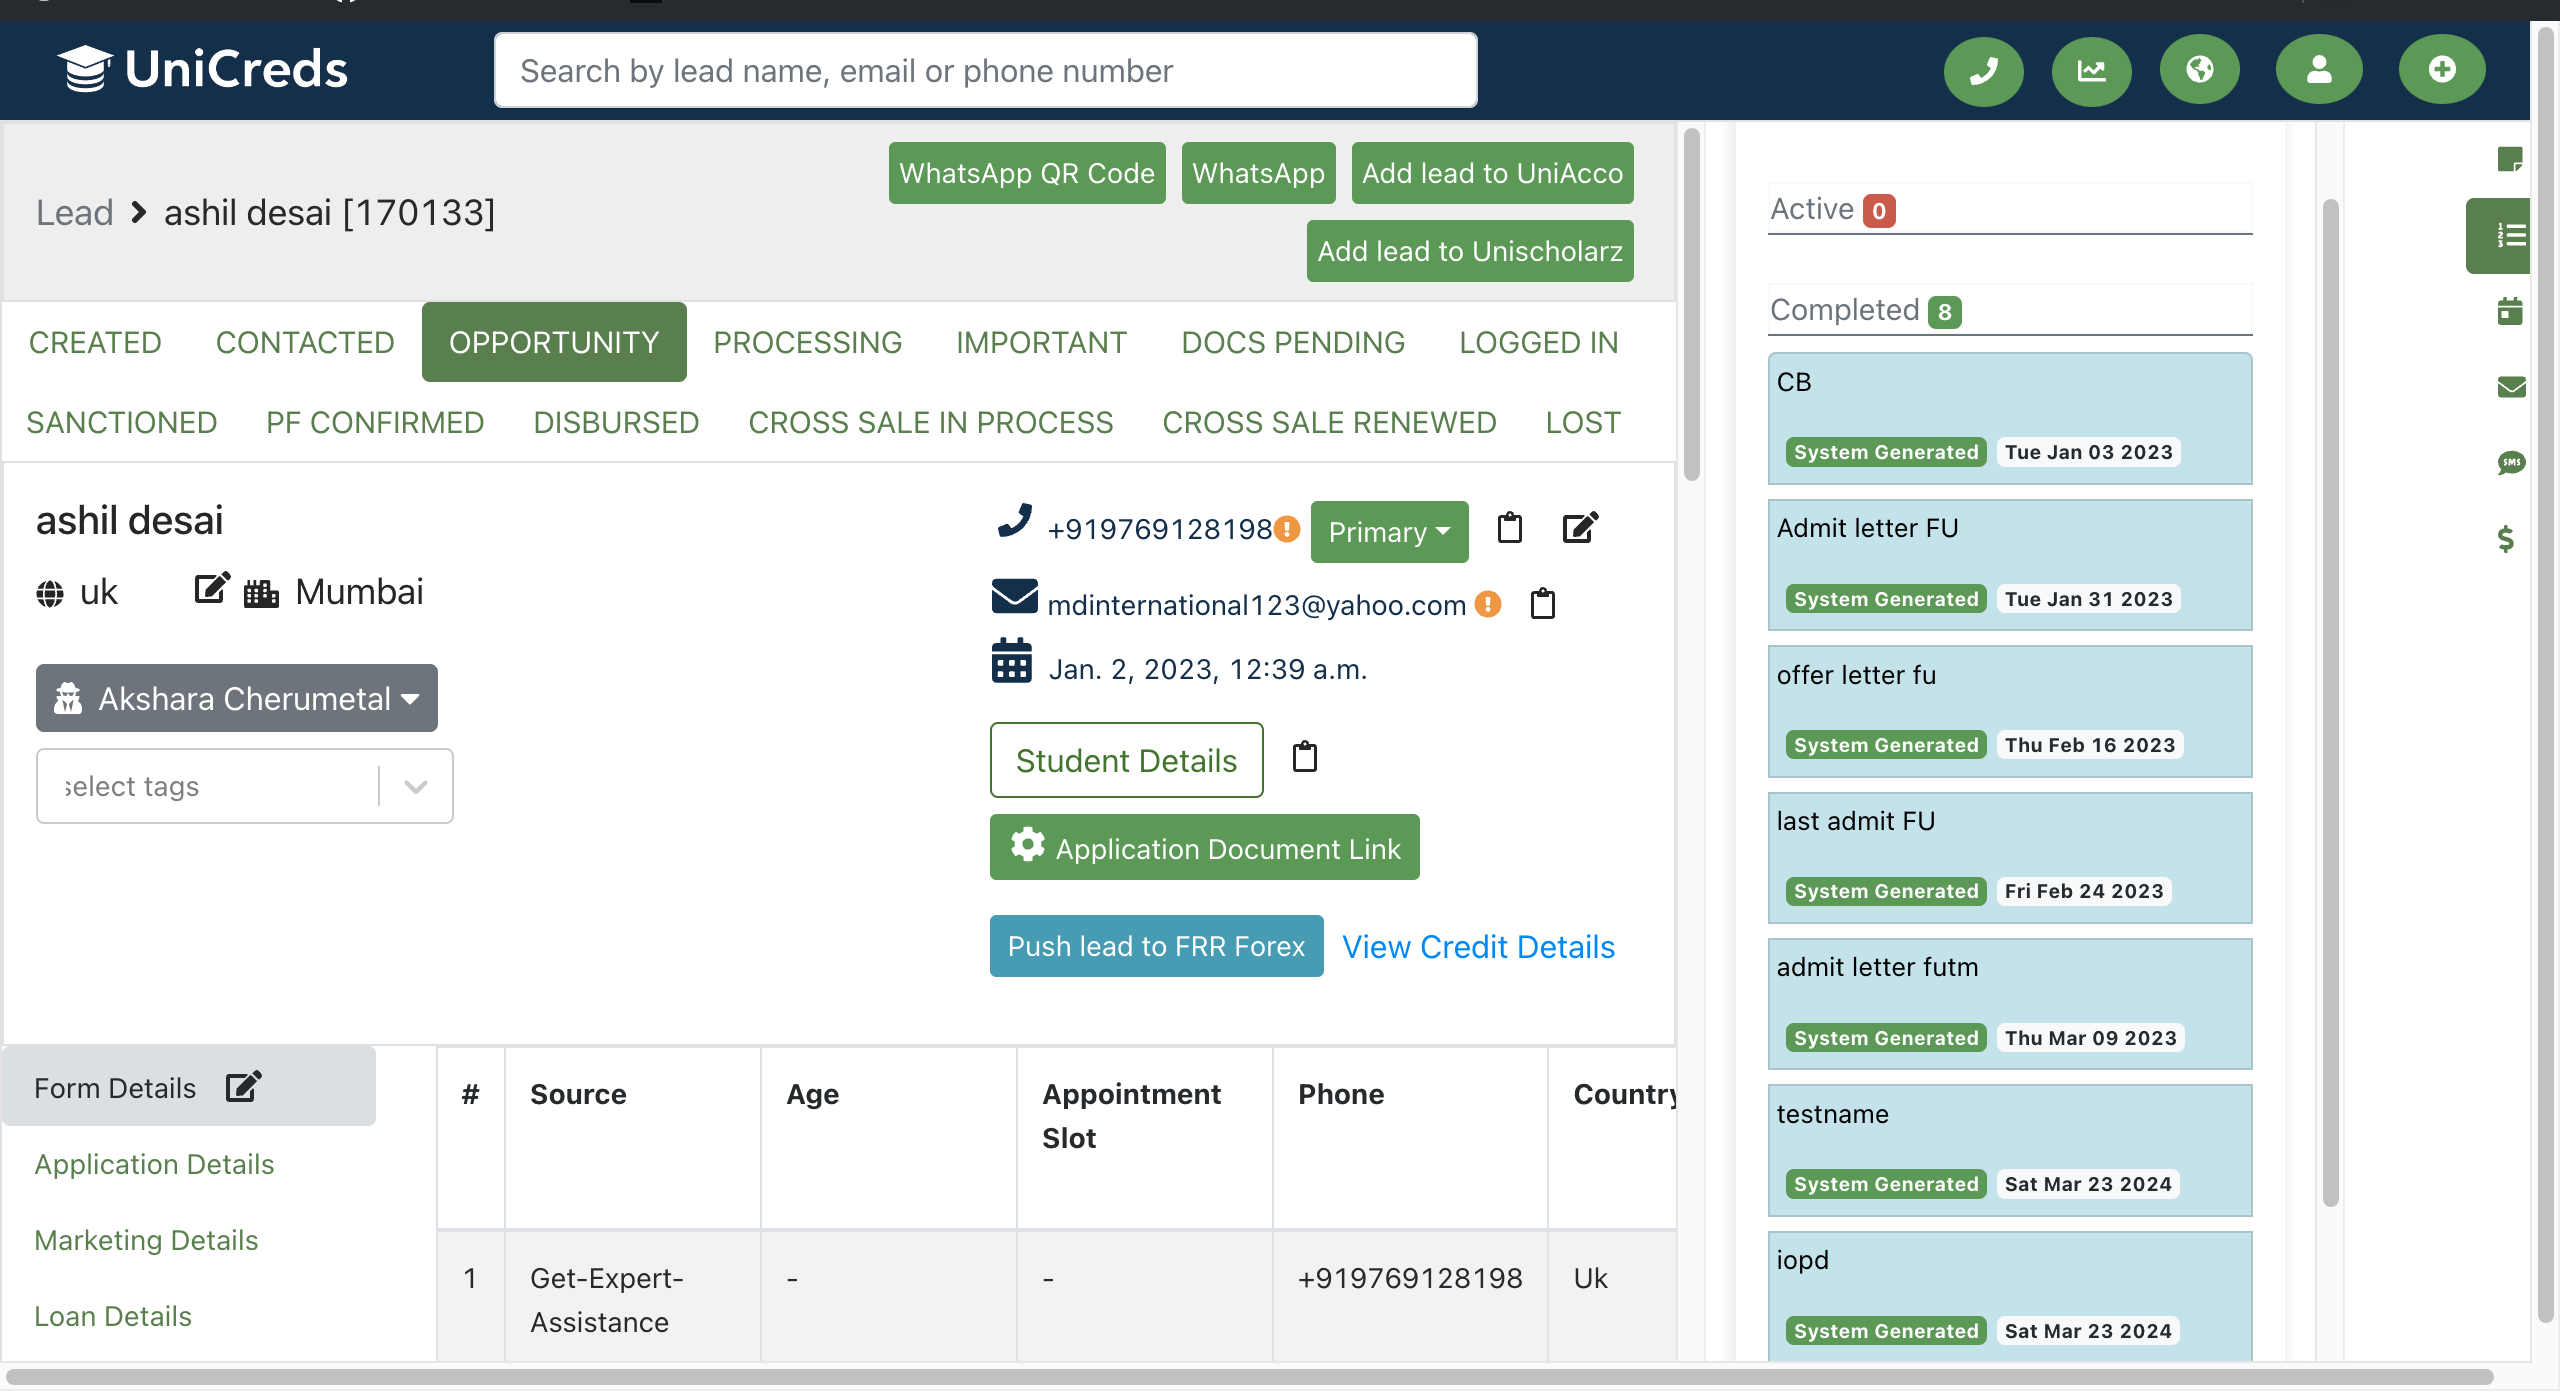 UniCreds
Search by lead name, email or phone number
Lead > ashil desai [170133]
WhatsApp QR Code
WhatsApp
Add lead to UniAcco
Add lead to Unischolarz
CREATED
CONTACTED
OPPORTUNITY
PROCESSING
IMPORTANT
DOCS PENDING
LOGGED IN
SANCTIONED
PF CONFIRMED
DISBURSED
CROSS SALE IN PROCESS
CROSS SALE RENEWED
LOST
ashil desai
uk
Mumbai
Akshara Cherumetal
select tags
+919769128198
Primary
mdinternational123@yahoo.com
Jan. 2, 2023, 12:39 a.m.
Student Details
Application Document Link
Push lead to FRR Forex
View Credit Details
Form Details
Application Details
Marketing Details
Loan Details
# Source Age Appointment Phone Country
Slot
1 Get-Expert- - - +919769128198 Uk
Assistance
Active 0
Completed 8
CB
System Generated Tue Jan 03 2023
Admit letter FU
System Generated Tue Jan 31 2023
offer letter fu
System Generated Thu Feb 16 2023
last admit FU
System Generated Fri Feb 24 2023
admit letter futm
System Generated Thu Mar 09 2023
testname
System Generated Sat Mar 23 2024
iopd
System Generated Sat Mar 23 2024
SMS